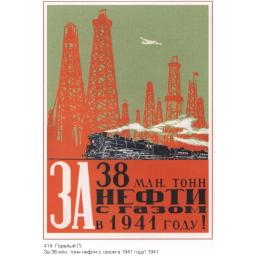 ЗА 38 МЛН. ТОНН
НЕФТИ
С ГАЗОМ
В 1941 ГОДУ!
414. Горелый П.
За 38 млн. тонн нефти с газом в 1941 году! 1941